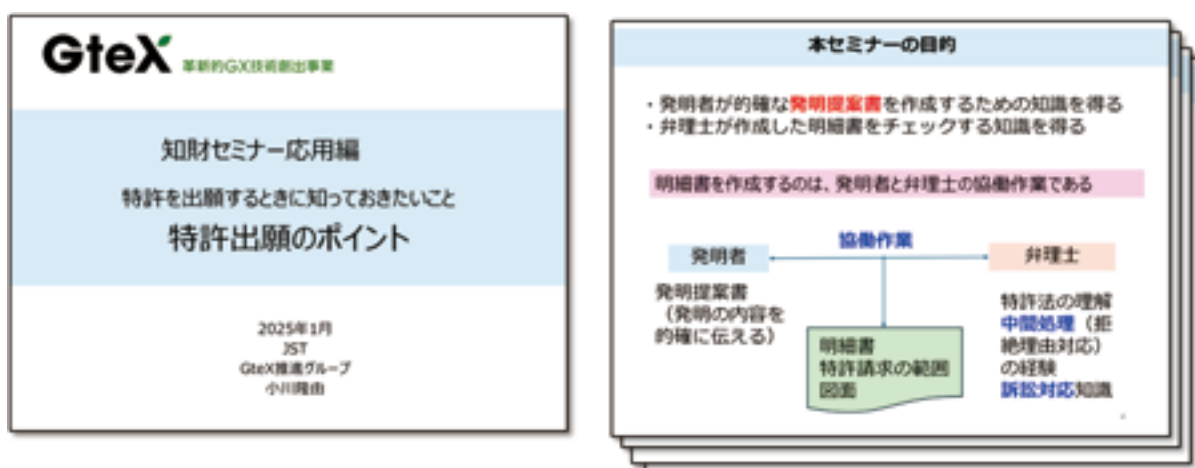 GteX 革新的GX技術創出事業
知財セミナー応用編
特許を出願するときに知っておきたいこと
特許出願のポイント
2025年1月
JST
GteX推進グループ
小川隆由
本セミナーの目的
・発明者が的確な発明提案書を作成するための知識を得る
・弁理士が作成した明細書をチェックする知識を得る
明細書を作成するのは、発明者と弁理士の協働作業である
協働作業
発明者
弁理士
発明提案書
（発明の内容を
的確に伝える）
明細書
特許請求の範囲
図面
特許法の理解
中間処理（拒
絶理由対応）
の経験
訴訟対応知識